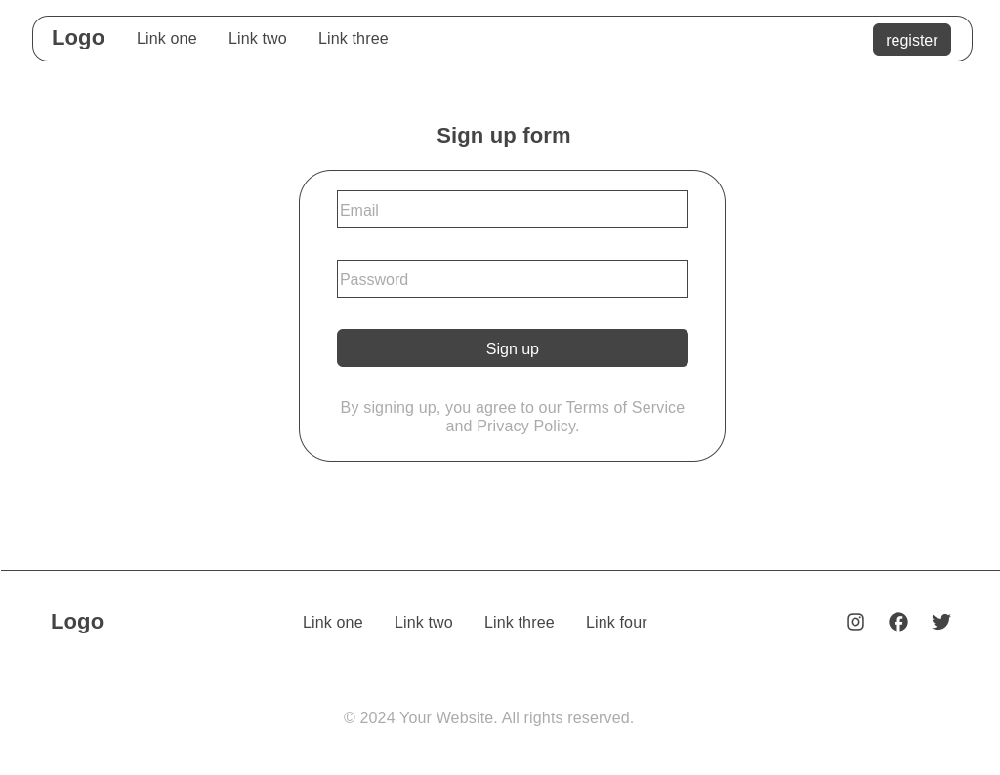 Logo Link one Link two Link three register
Sign up form
Email
Password
Sign up
By signing up, you agree to our Terms of Service
and Privacy Policy.
Logo Link one Link two Link three Link four
© 2024 Your Website. All rights reserved.